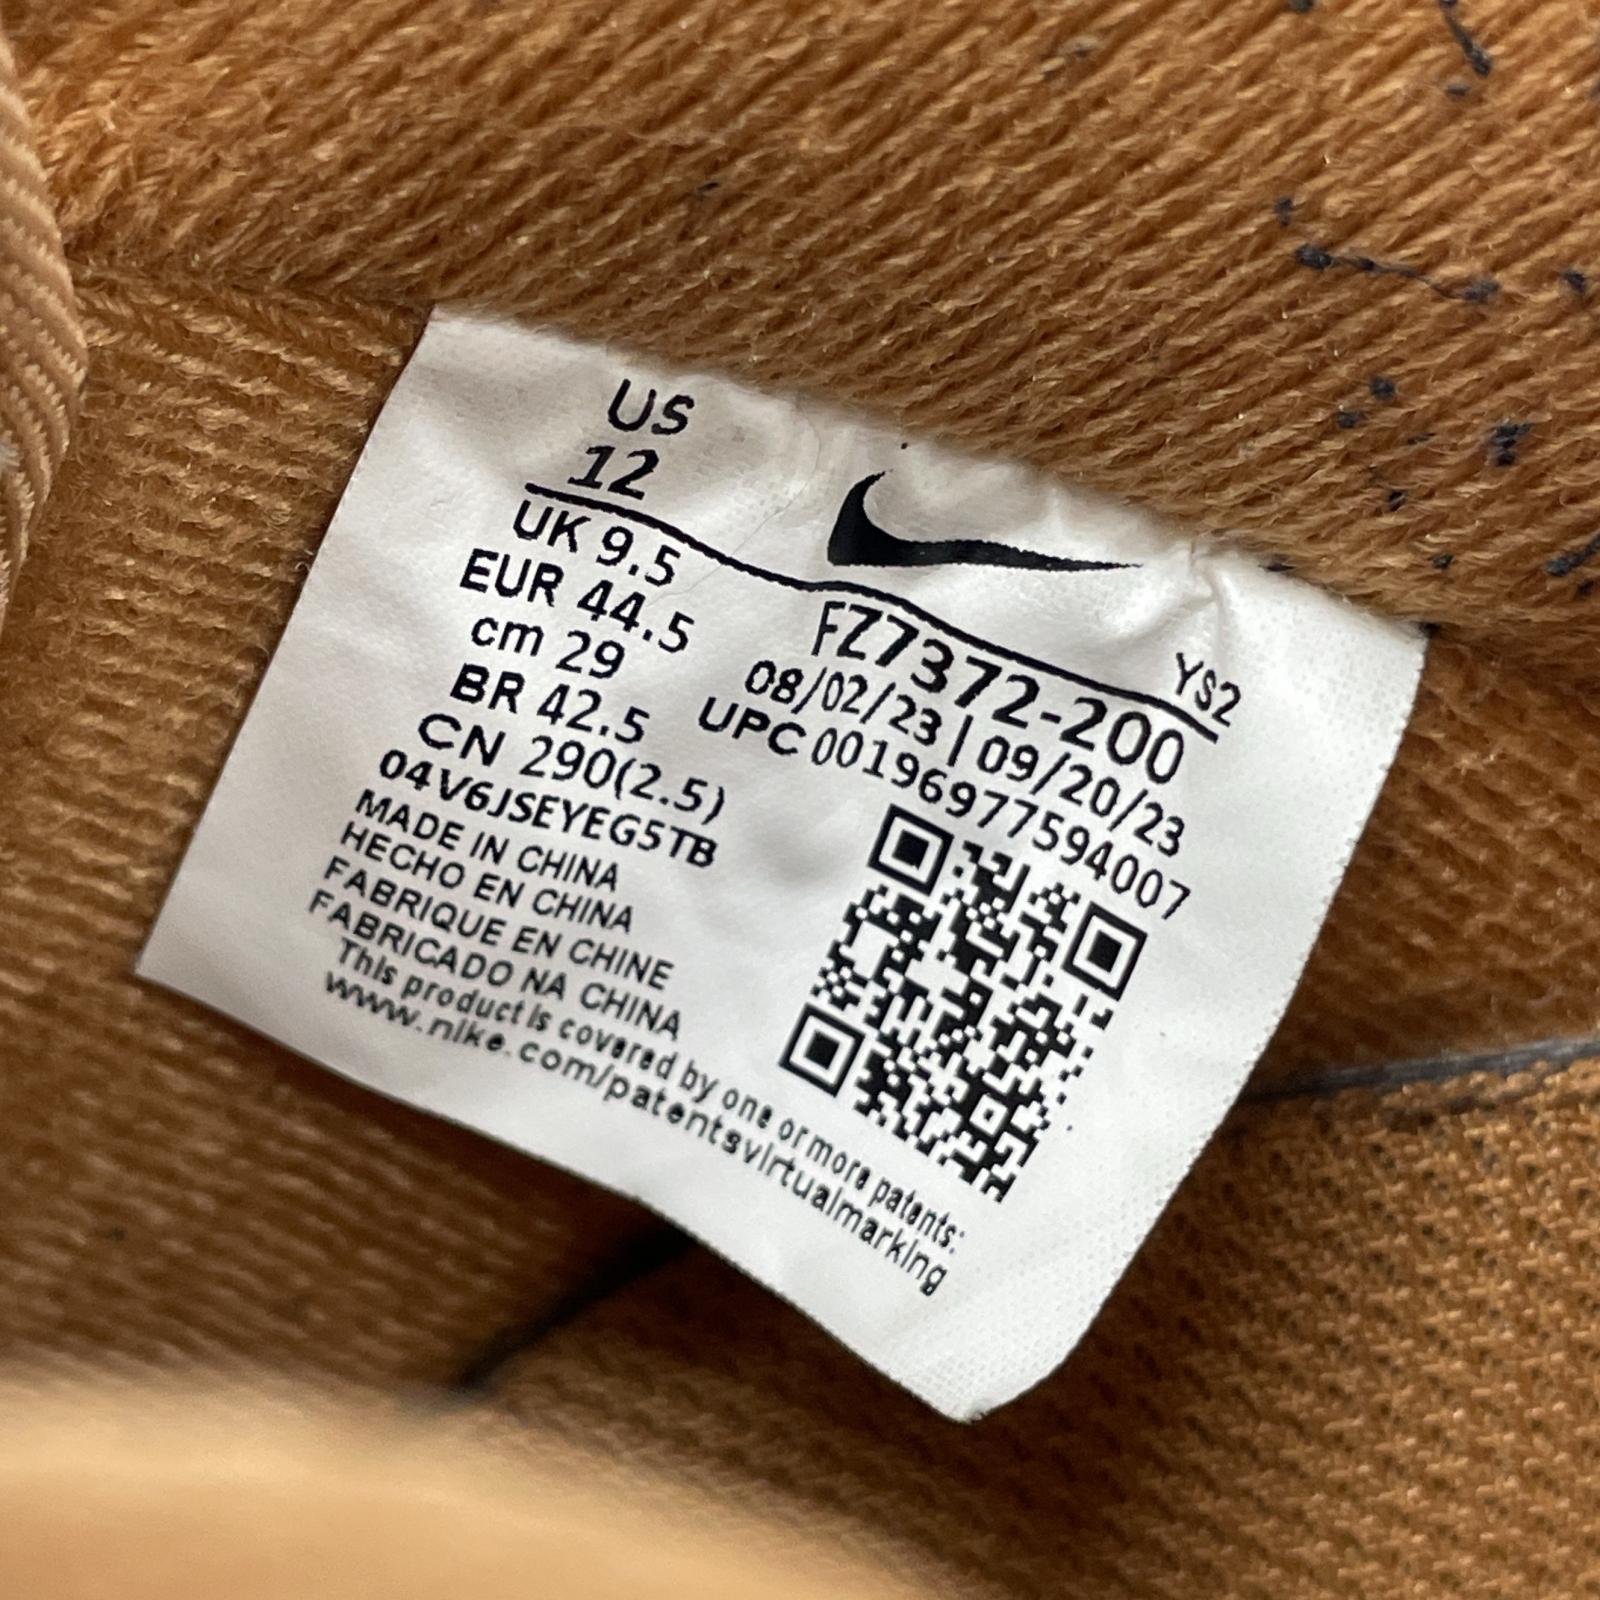 US
12
UK 9.5
EUR 44.5
cm 29
BR 42.5
CN 290(2.5)
04V6JSEYEG5TB
MADE IN CHINA
HECHO EN CHINA
FABRIQUE EN CHINE
FABRICADO NA CHINA
This product is covered by one or more patents:
www.nike.com/patentsvirtualmarking
YS2
FZ7372-200
08/02/23 | 09/20/23
UPC 00196977594007